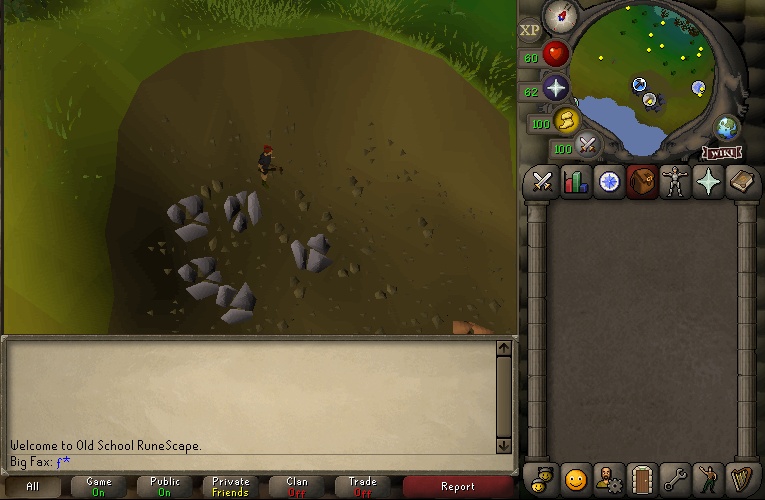 XP
60
62
100
100
WIKI
Welcome to Old School RuneScape.
Big Fax: f*
All
Game
On
Public
On
Private
Friends
Clan
Off
Trade
Off
Report